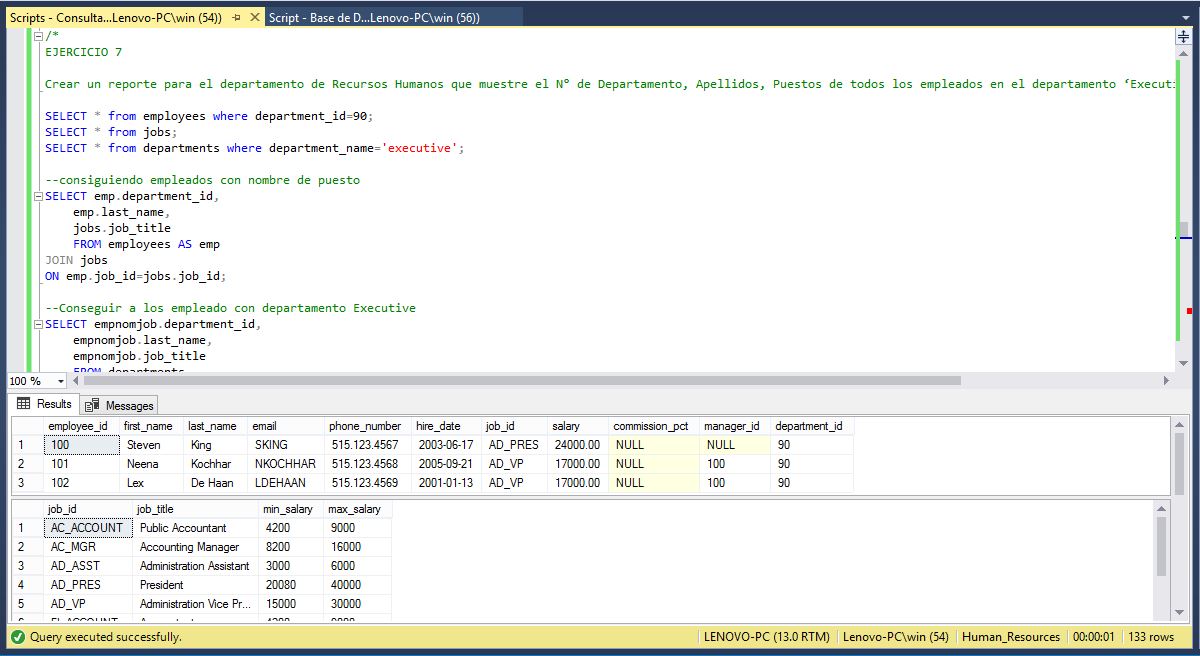 Scripts - Consulta...Lenovo-PC\win (54)) Script - Base de D...Lenovo-PC\win (56))
/*
EJERCICIO 7
Crear un reporte para el departamento de Recursos Humanos que muestre el Nº de Departamento, Apellidos, Puestos de todos los empleados en el departamento ‘Executi
SELECT * from employees where department_id=90;
SELECT * from jobs;
SELECT * from departments where department_name='executive';
--consiguiendo empleados con nombre de puesto
SELECT emp.department_id,
emp.last_name,
jobs.job_title
FROM employees AS emp
JOIN jobs
ON emp.job_id=jobs.job_id;
--Conseguir a los empleado con departamento Executive
SELECT empnomjob.department_id,
empnomjob.last_name,
empnomjob.job_title
FROM departments
100 %
Results Messages
employee_id first_name last_name email phone_number hire_date job_id salary commission_pct manager_id department_id
1 100 Steven King SKING 515.123.4567 2003-06-17 AD_PRES 24000.00 NULL NULL 90
2 101 Neena Kochhar NKOCHHAR 515.123.4568 2005-09-21 AD_VP 17000.00 NULL 100 90
3 102 Lex De Haan LDEHAAN 515.123.4569 2001-01-13 AD_VP 17000.00 NULL 100 90
job_id job_title min_salary max_salary
1 AC_ACCOUNT Public Accountant 4200 9000
2 AC_MGR Accounting Manager 8200 16000
3 AD_ASST Administration Assistant 3000 6000
4 AD_PRES President 20080 40000
5 AD_VP Administration Vice Pr... 15000 30000
Query executed successfully. LENOVO-PC (13.0 RTM) Lenovo-PC\win (54) Human_Resources 00:00:01 133 rows